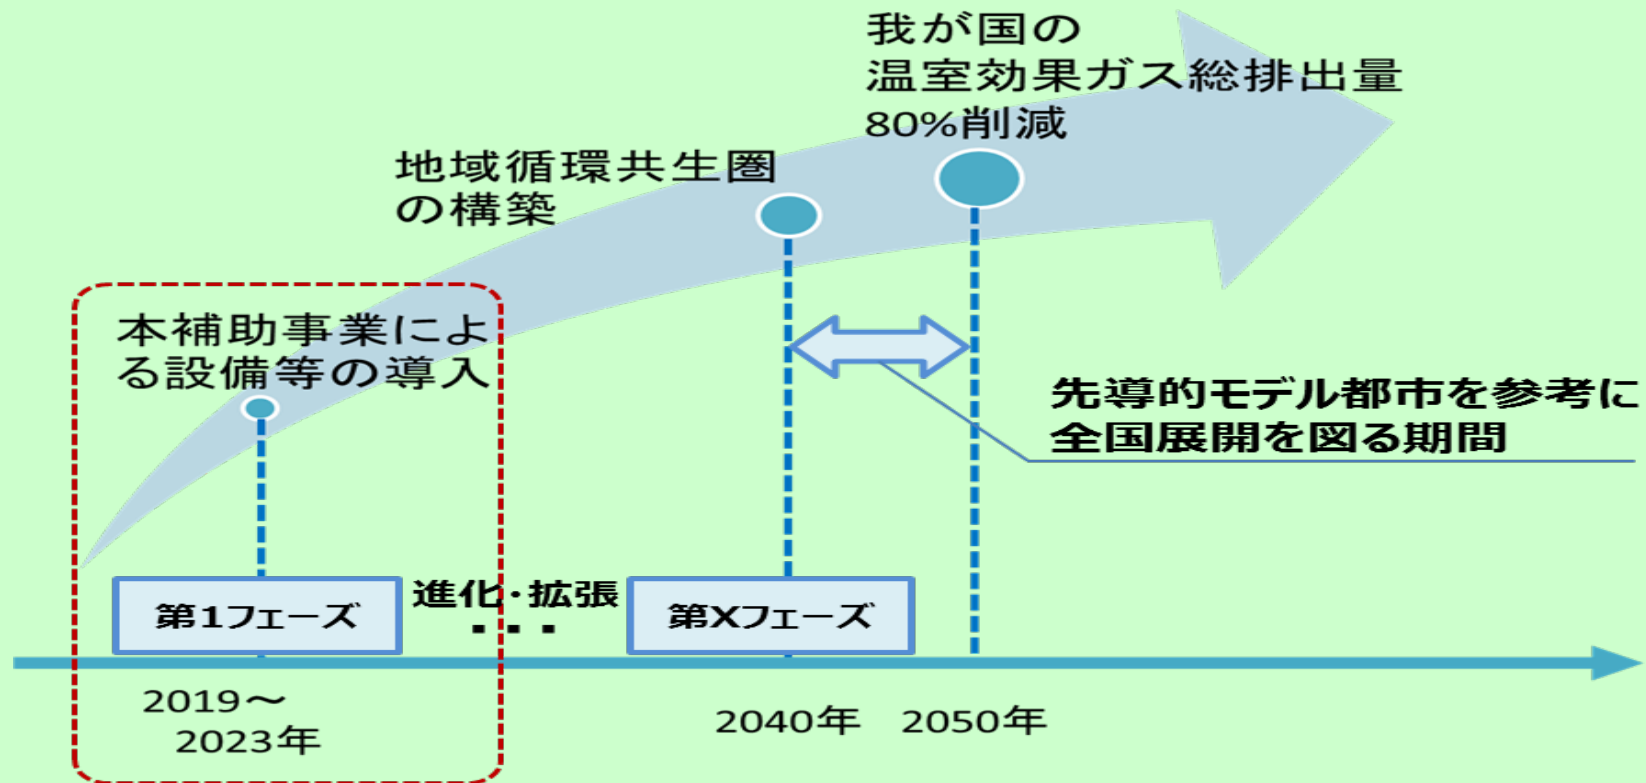 我が国の
温室効果ガス総排出量
80%削減
地域循環共生圏
の構築
本補助事業によ
る設備等の導入
先導的モデル都市を参考に
全国展開を図る期間
第1フェーズ
進化・拡張
・・・
第Xフェーズ
2019～
2023年
2040年
2050年